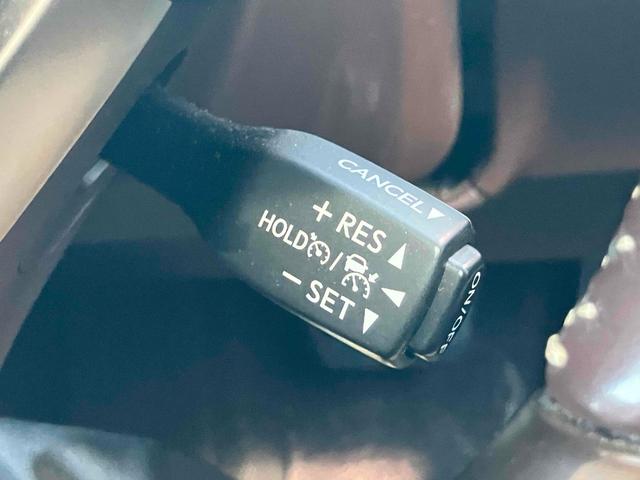 CANCEL▼
+ RES ▲
HOLD /
− SET ▼
ON/OFF